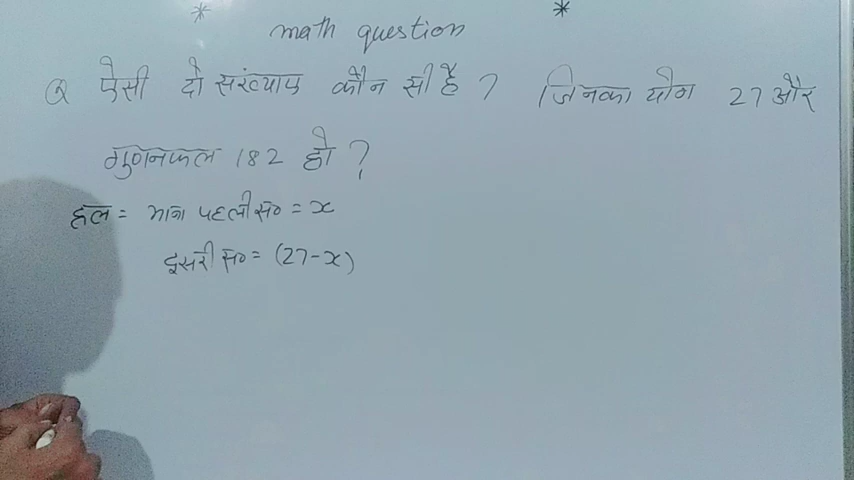 * math question *
Q ऐसी दो संख्याए कौन सी है ? जिनका योग 27 और
गुणनफल 182 हो ?
हल = माना पहली सं० = x
दूसरी सं० = (27-x)